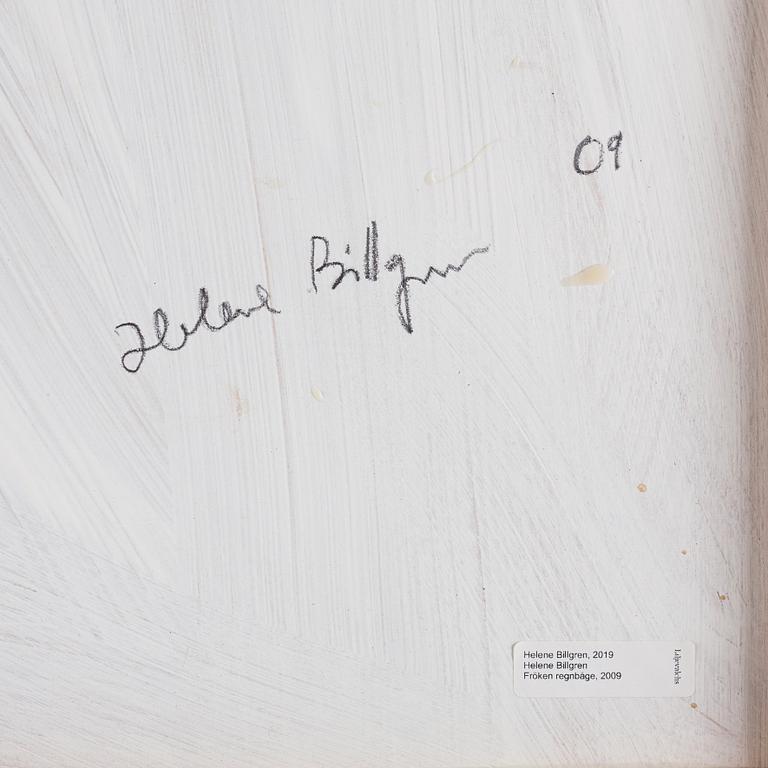 09
Helene Billgren
Helene Billgren, 2019
Helene Billgren
Fröken regnbåge, 2009
Liljevalchs